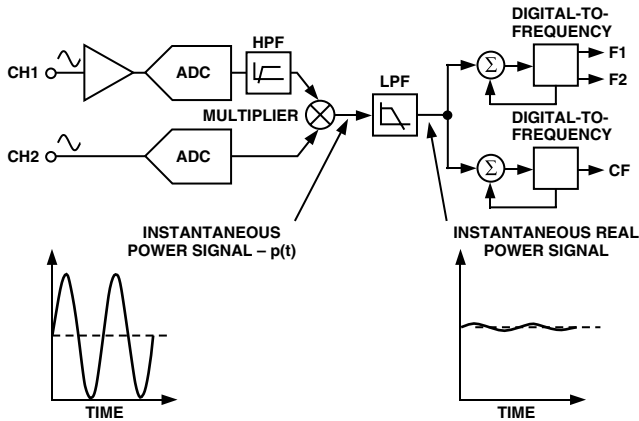 DIGITAL-TO-
FREQUENCY
HPF
F1
CH1
ADC
LPF
Σ
F2
MULTIPLIER
DIGITAL-TO-
FREQUENCY
CH2
ADC
Σ
CF
INSTANTANEOUS
POWER SIGNAL – p(t)
INSTANTANEOUS REAL
POWER SIGNAL
TIME
TIME